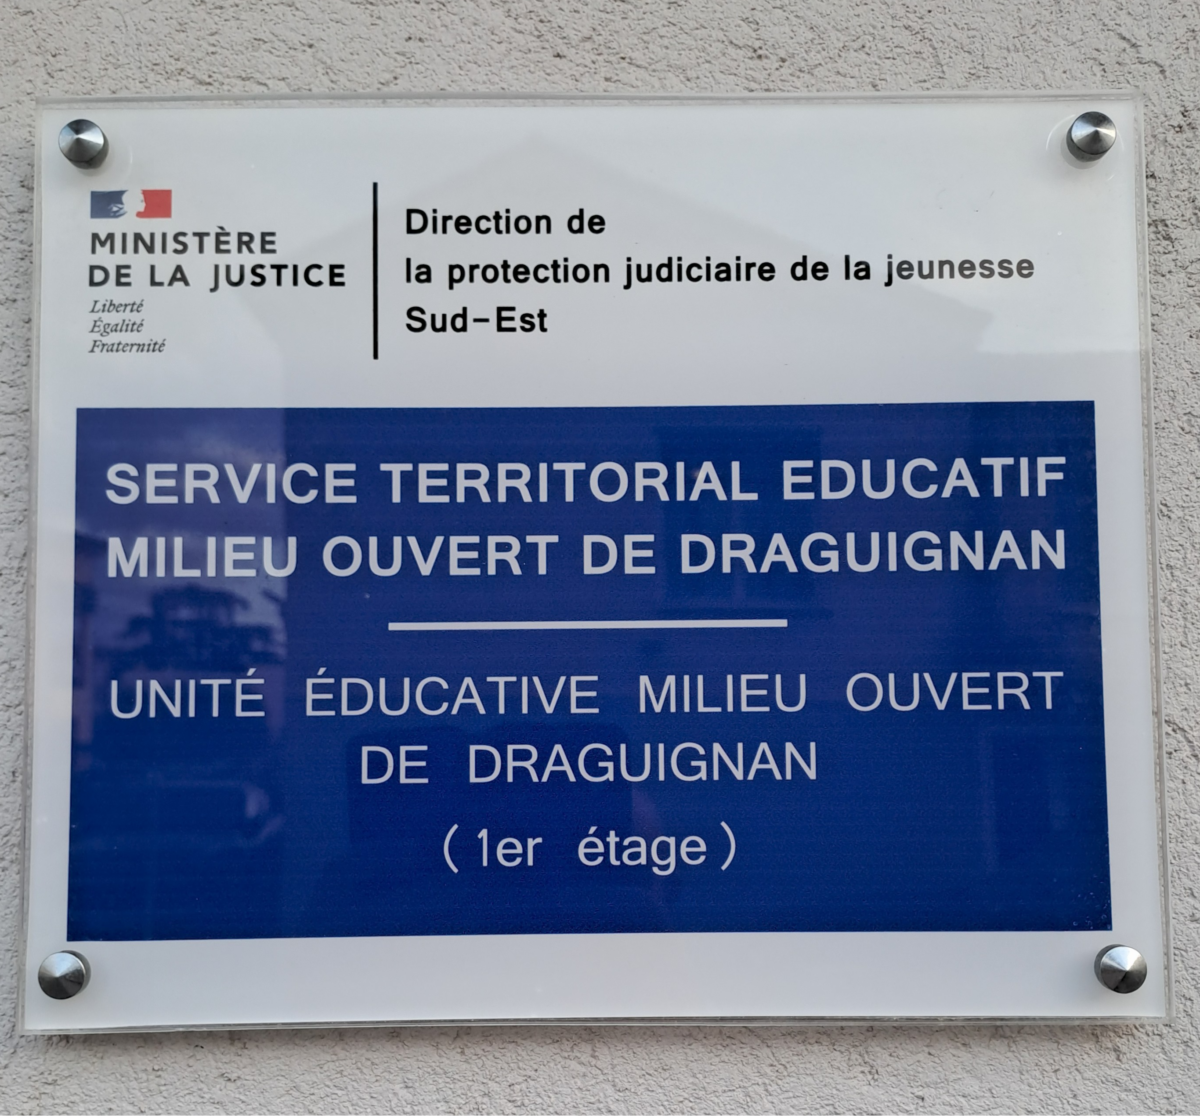 MINISTÈRE
DE LA JUSTICE
Liberté
Égalité
Fraternité
Direction de
la protection judiciaire de la jeunesse
Sud-Est
SERVICE TERRITORIAL EDUCATIF
MILIEU OUVERT DE DRAGUIGNAN
UNITÉ ÉDUCATIVE MILIEU OUVERT
DE DRAGUIGNAN
(1er étage)